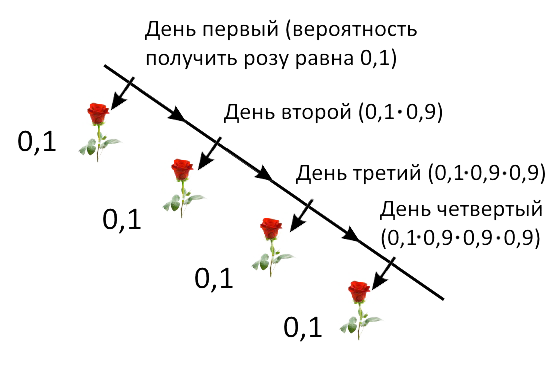 День первый (вероятность
получить розу равна 0,1)
0,1
День второй (0,1·0,9)
0,1
День третий (0,1·0,9·0,9)
0,1
День четвертый
(0,1·0,9·0,9·0,9)
0,1